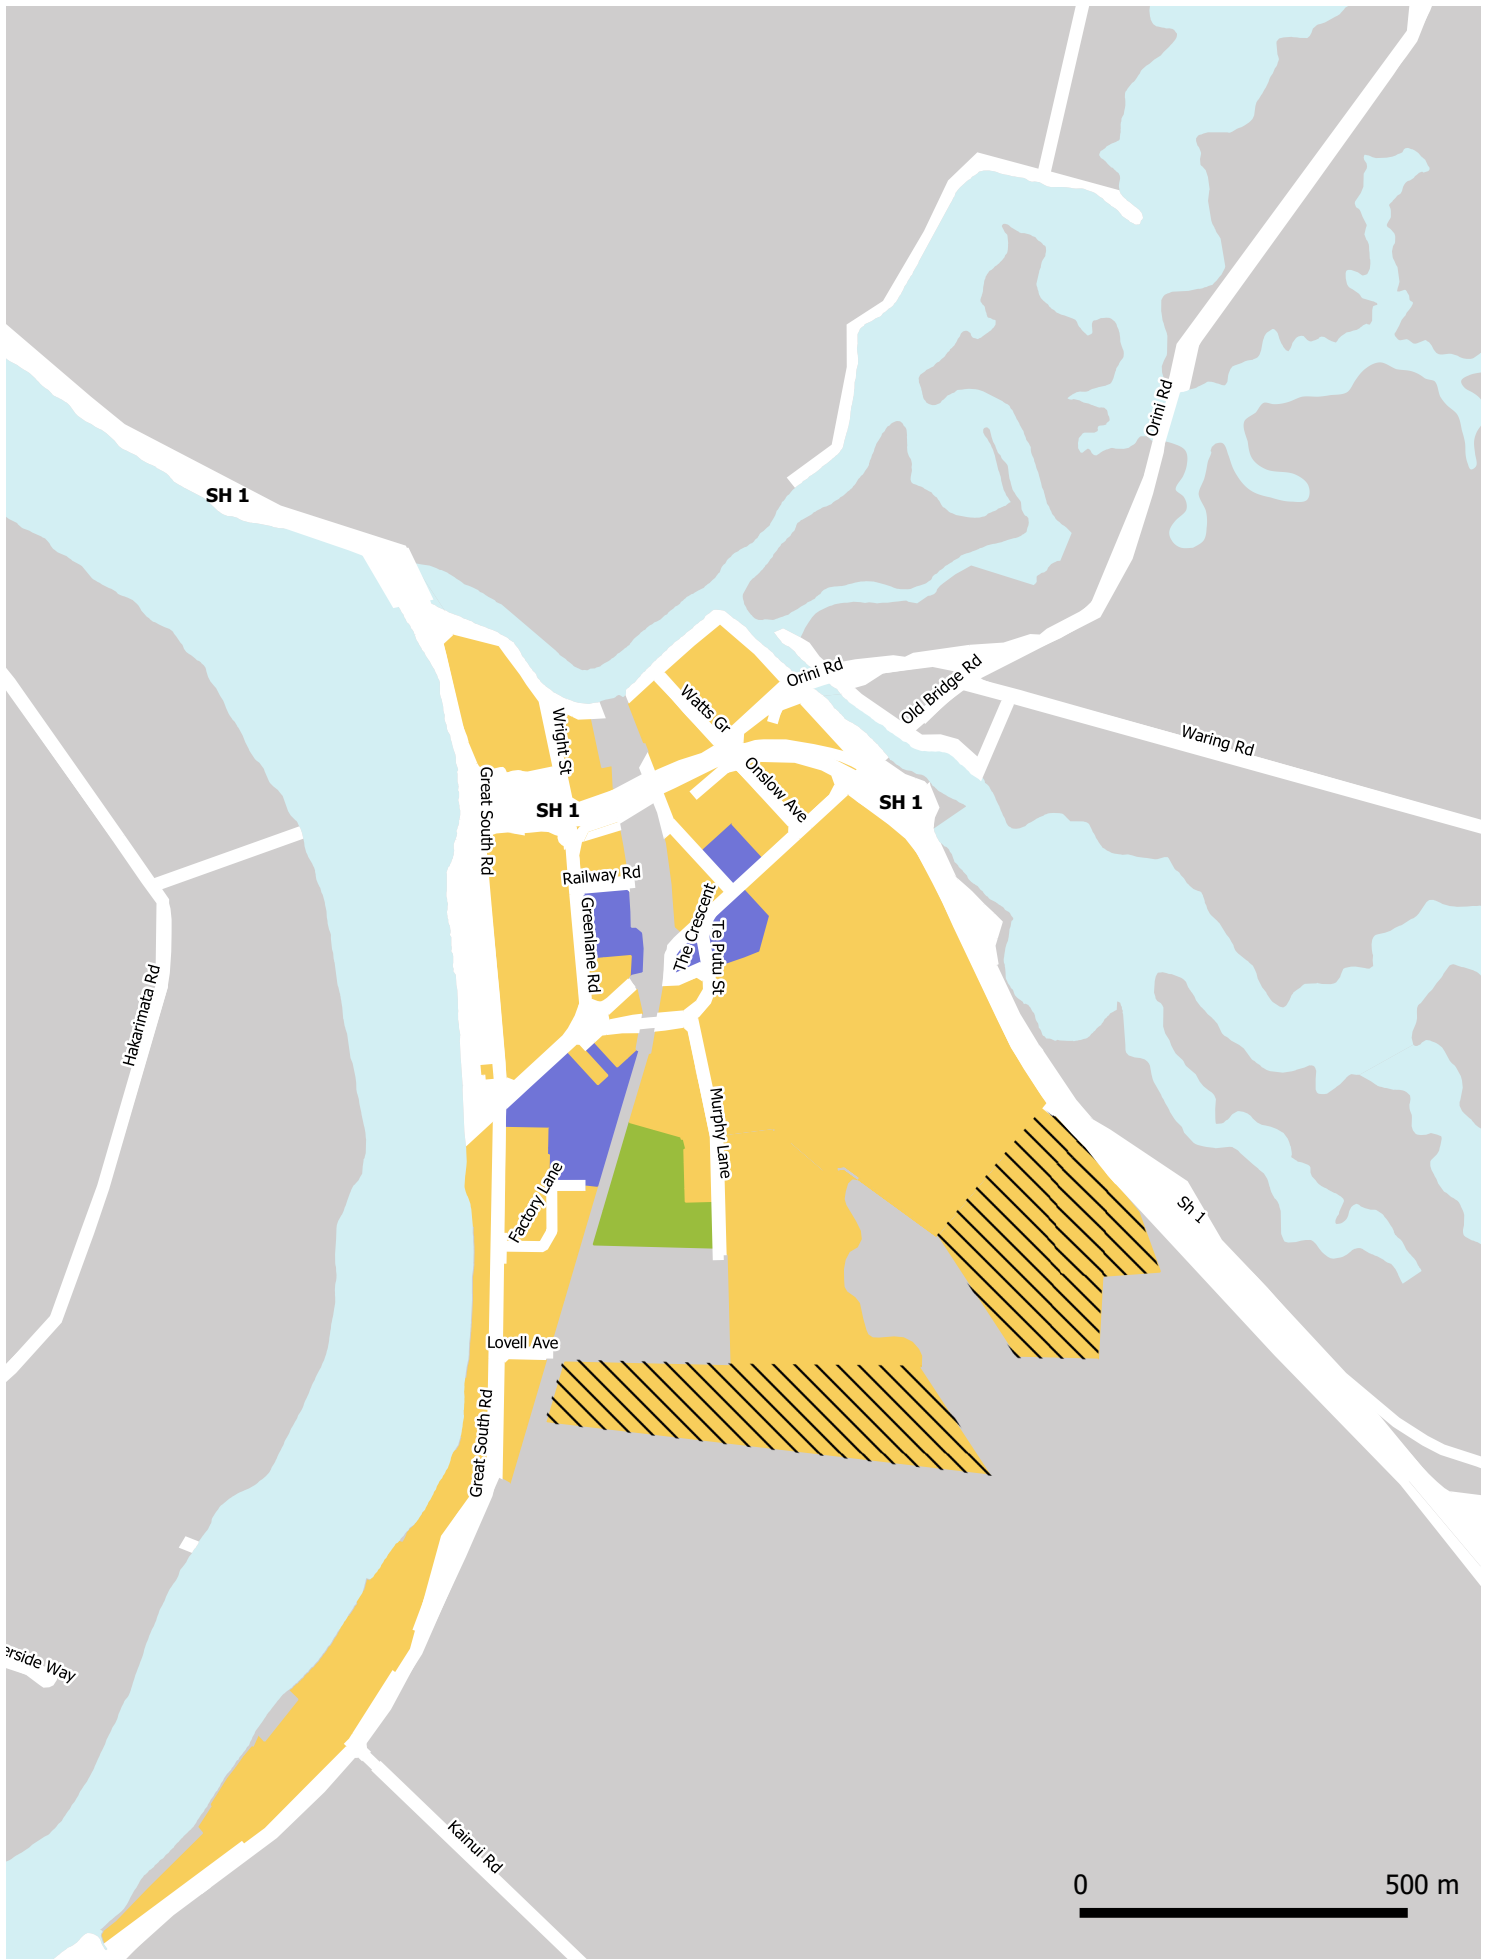 Orini Rd
SH 1
Orini Rd
Old Bridge Rd
Watts Gr
Wright St
Waring Rd
Great South Rd
Onslow Ave
SH 1
SH 1
Railway Rd
The Crescent
Greenlane Rd
Te Putu St
Hakarimata Rd
Murphy Lane
Factory Lane
Sh 1
Lovell Ave
Great South Rd
erside Way
Kainui Rd
0 500 m